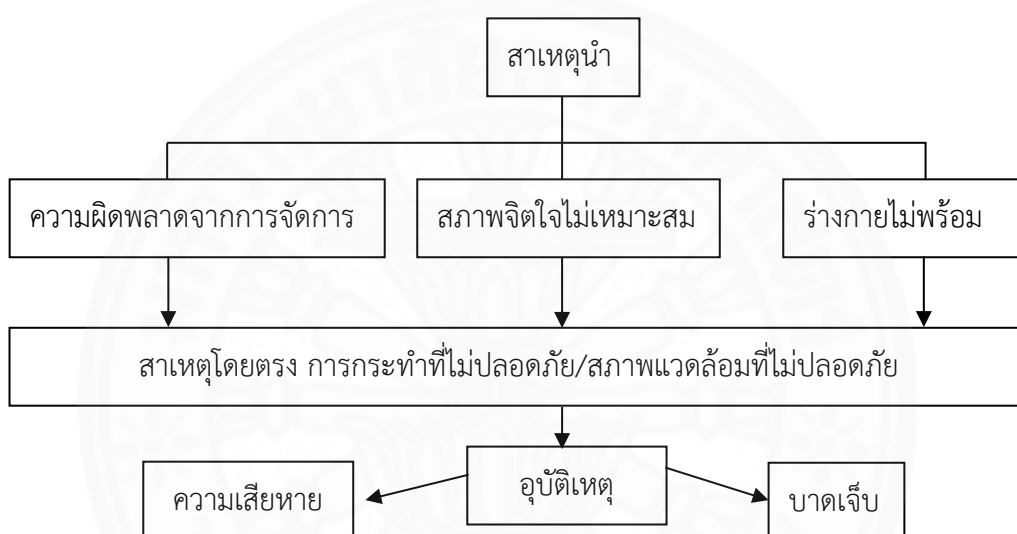 สาเหตุนำ
ความผิดพลาดจากการจัดการ
สภาพจิตใจไม่เหมาะสม
ร่างกายไม่พร้อม
สาเหตุโดยตรง การกระทำที่ไม่ปลอดภัย/สภาพแวดล้อมที่ไม่ปลอดภัย
อุบัติเหตุ
ความเสียหาย
บาดเจ็บ